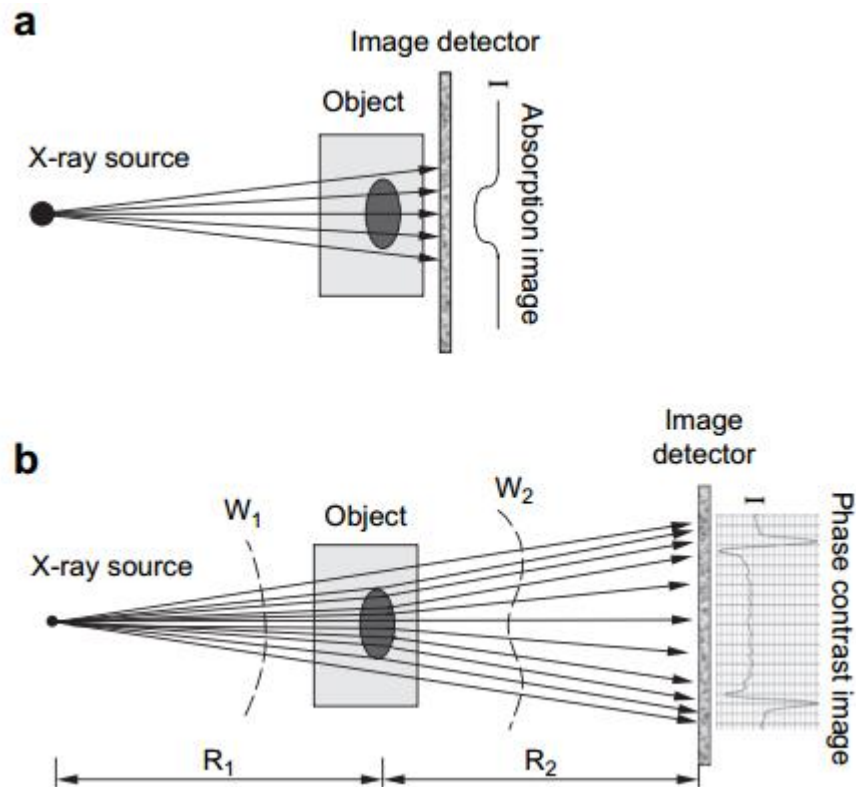 a
Image detector
Object
I
Absorption image
X-ray source
b
Image
detector
W₁
W₂
Object
I
Phase contrast image
X-ray source
R₁
R₂